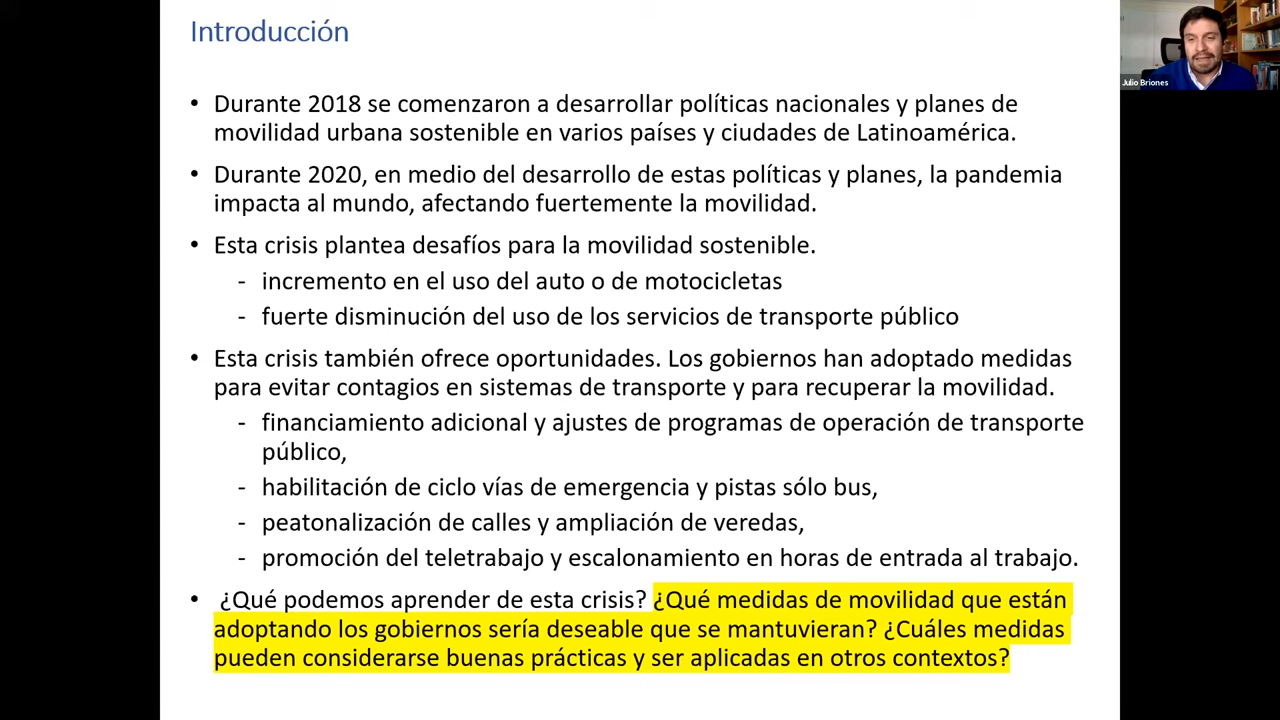 Introducción
• Durante 2018 se comenzaron a desarrollar políticas nacionales y planes de
movilidad urbana sostenible en varios países y ciudades de Latinoamérica.
• Durante 2020, en medio del desarrollo de estas políticas y planes, la pandemia
impacta al mundo, afectando fuertemente la movilidad.
• Esta crisis plantea desafíos para la movilidad sostenible.
- incremento en el uso del auto o de motocicletas
- fuerte disminución del uso de los servicios de transporte público
• Esta crisis también ofrece oportunidades. Los gobiernos han adoptado medidas
para evitar contagios en sistemas de transporte y para recuperar la movilidad.
- financiamiento adicional y ajustes de programas de operación de transporte
público,
- habilitación de ciclo vías de emergencia y pistas sólo bus,
- peatonalización de calles y ampliación de veredas,
- promoción del teletrabajo y escalonamiento en horas de entrada al trabajo.
• ¿Qué podemos aprender de esta crisis? ¿Qué medidas de movilidad que están
adoptando los gobiernos sería deseable que se mantuvieran? ¿Cuáles medidas
pueden considerarse buenas prácticas y ser aplicadas en otros contextos?
Julio Briones